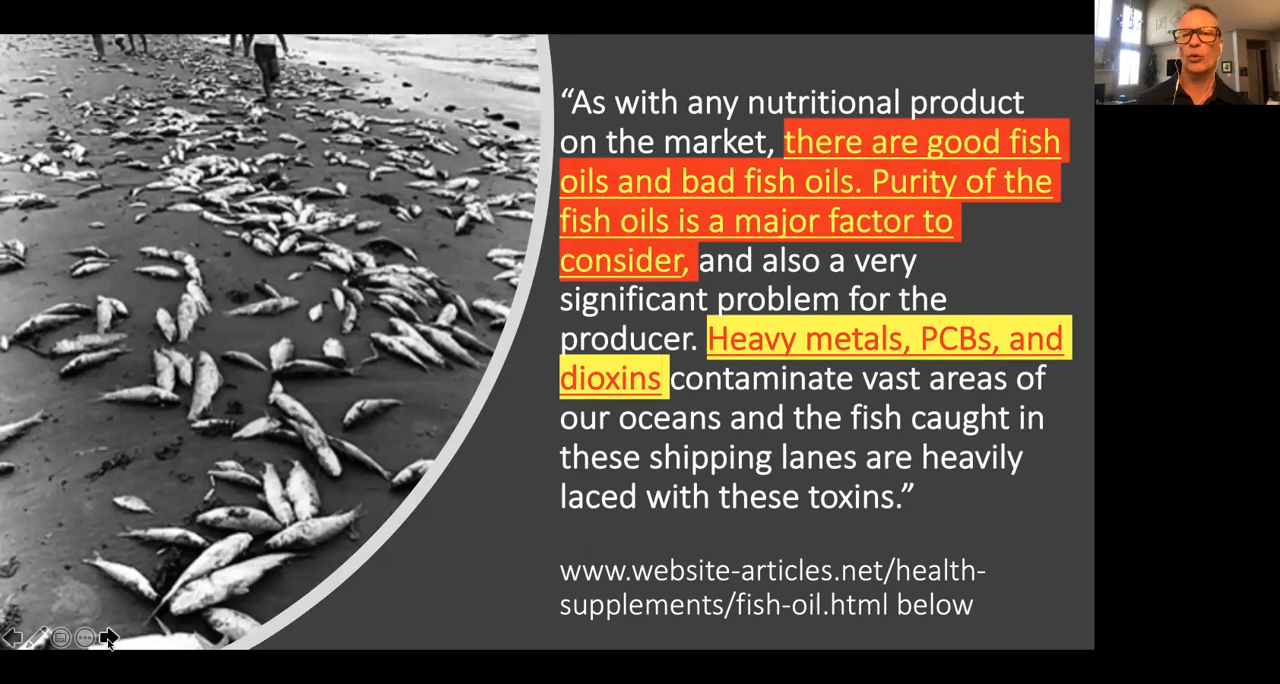 “As with any nutritional product
on the market, there are good fish
oils and bad fish oils. Purity of the
fish oils is a major factor to
consider, and also a very
significant problem for the
producer. Heavy metals, PCBs, and
dioxins contaminate vast areas of
our oceans and the fish caught in
these shipping lanes are heavily
laced with these toxins.”
www.website-articles.net/health-
supplements/fish-oil.html below